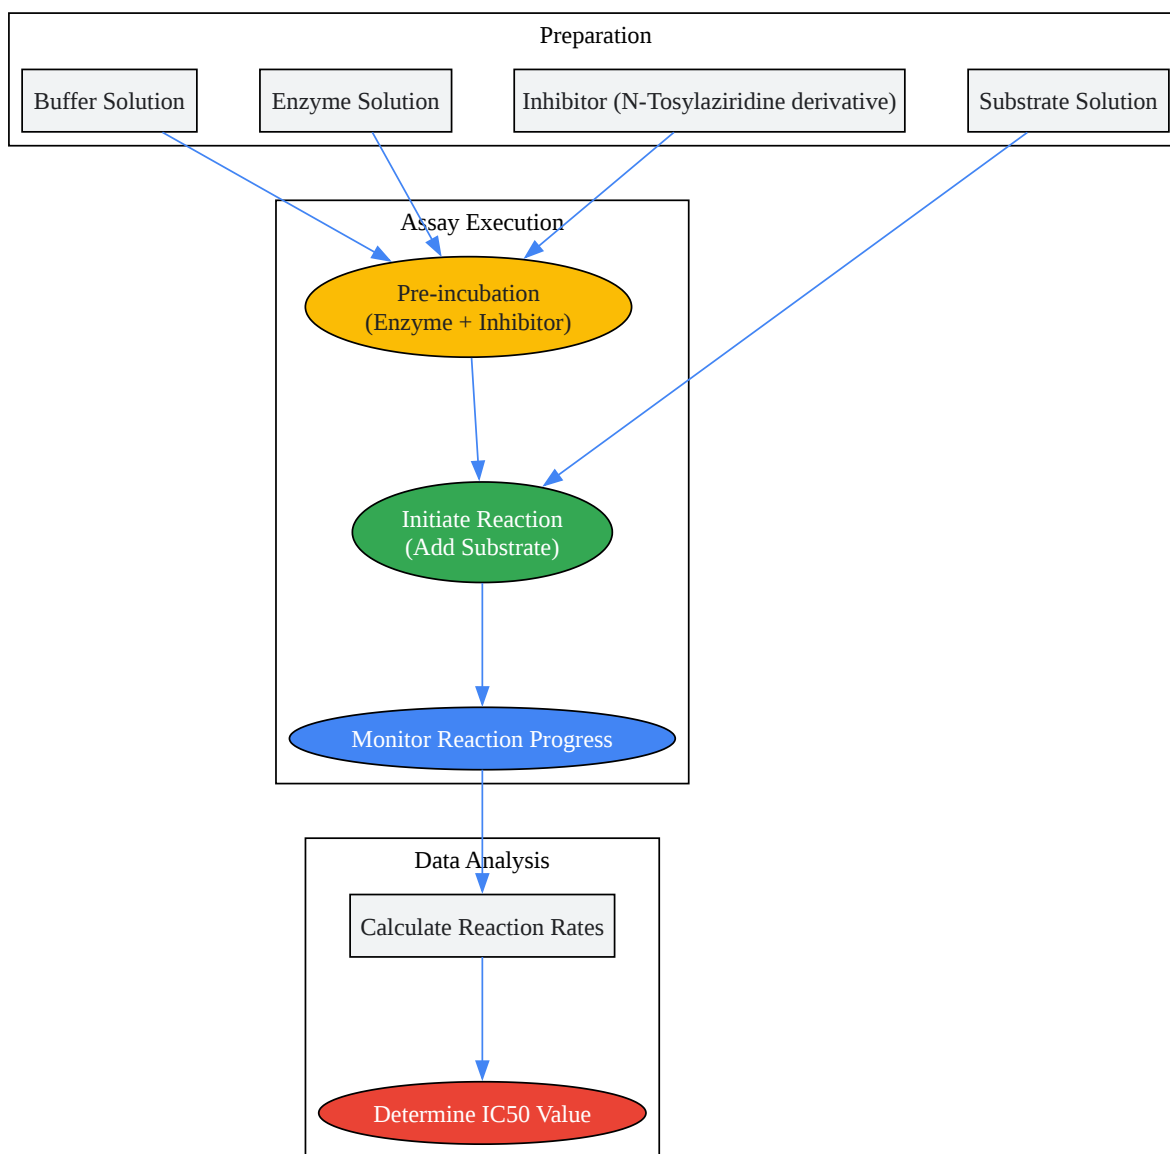 Preparation
Buffer Solution
Enzyme Solution
Inhibitor (N-Tosylaziridine derivative)
Substrate Solution
Assay Execution
Pre-incubation
(Enzyme + Inhibitor)
Initiate Reaction
(Add Substrate)
Monitor Reaction Progress
Data Analysis
Calculate Reaction Rates
Determine IC50 Value